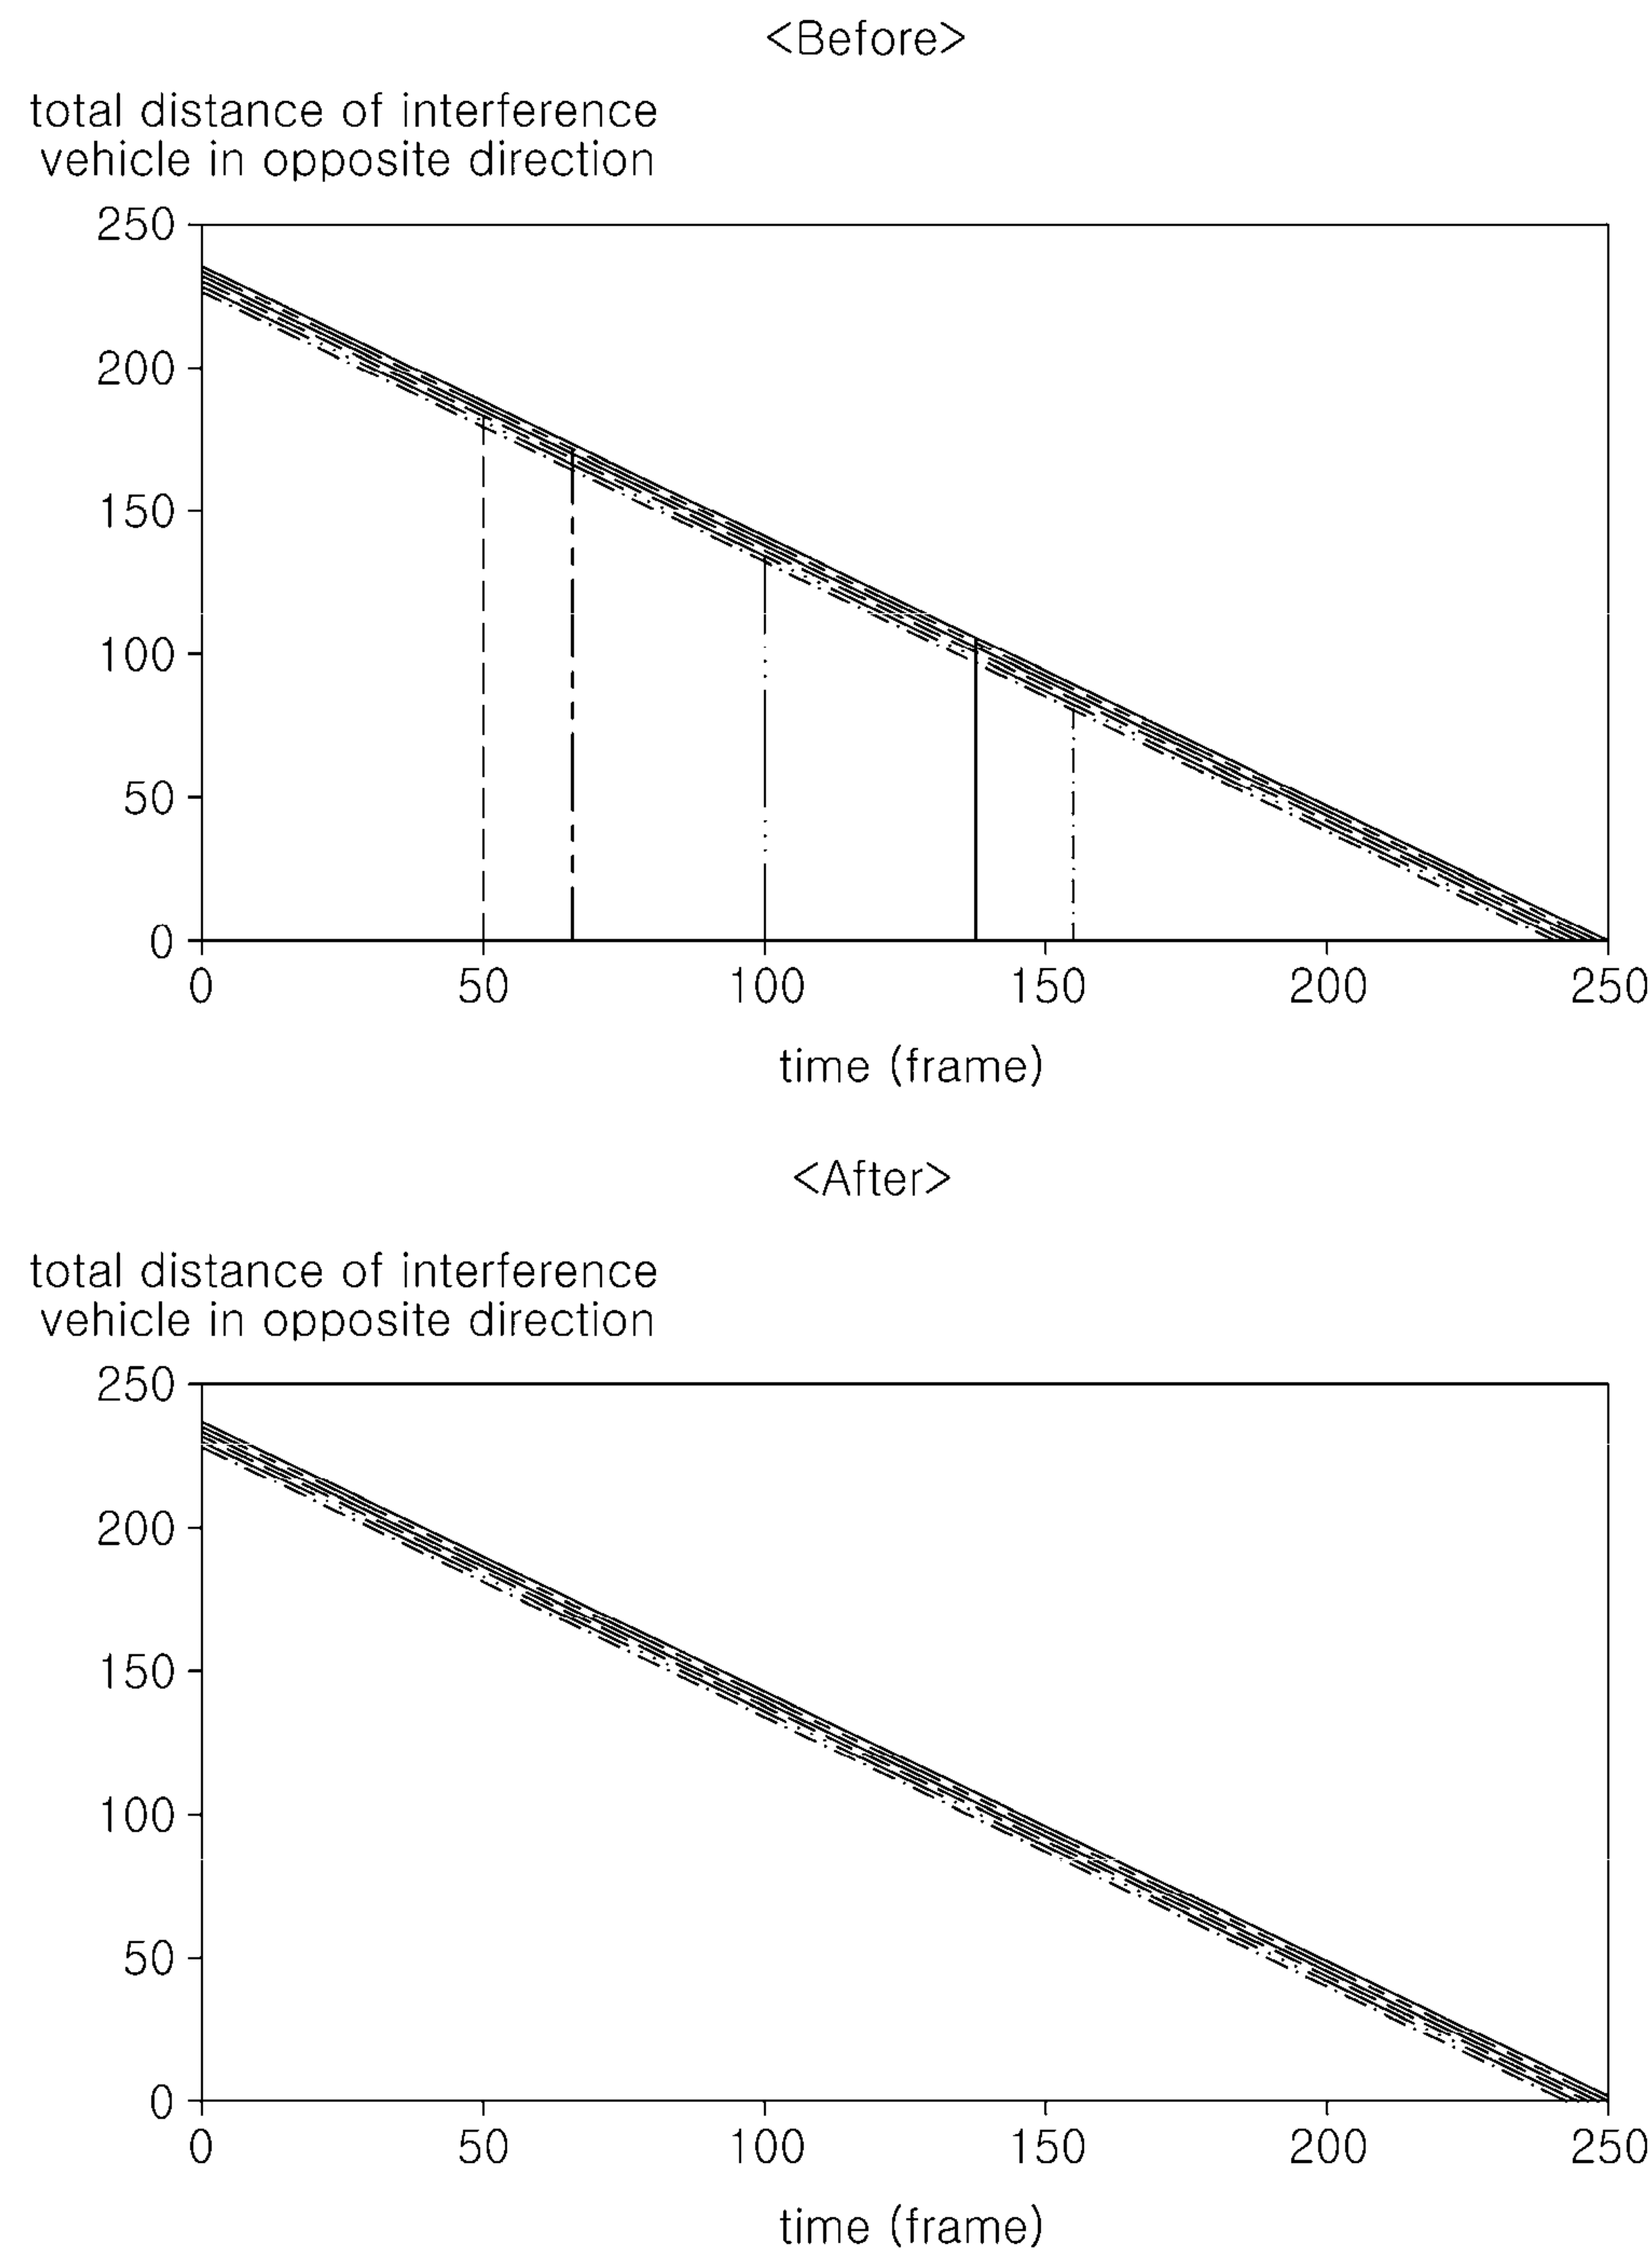 <Before>
total distance of interference
vehicle in opposite direction
250
200
150
100
50
0
0 50 100 150 200 250
time (frame)
<After>
total distance of interference
vehicle in opposite direction
250
200
150
100
50
0
0 50 100 150 200 250
time (frame)